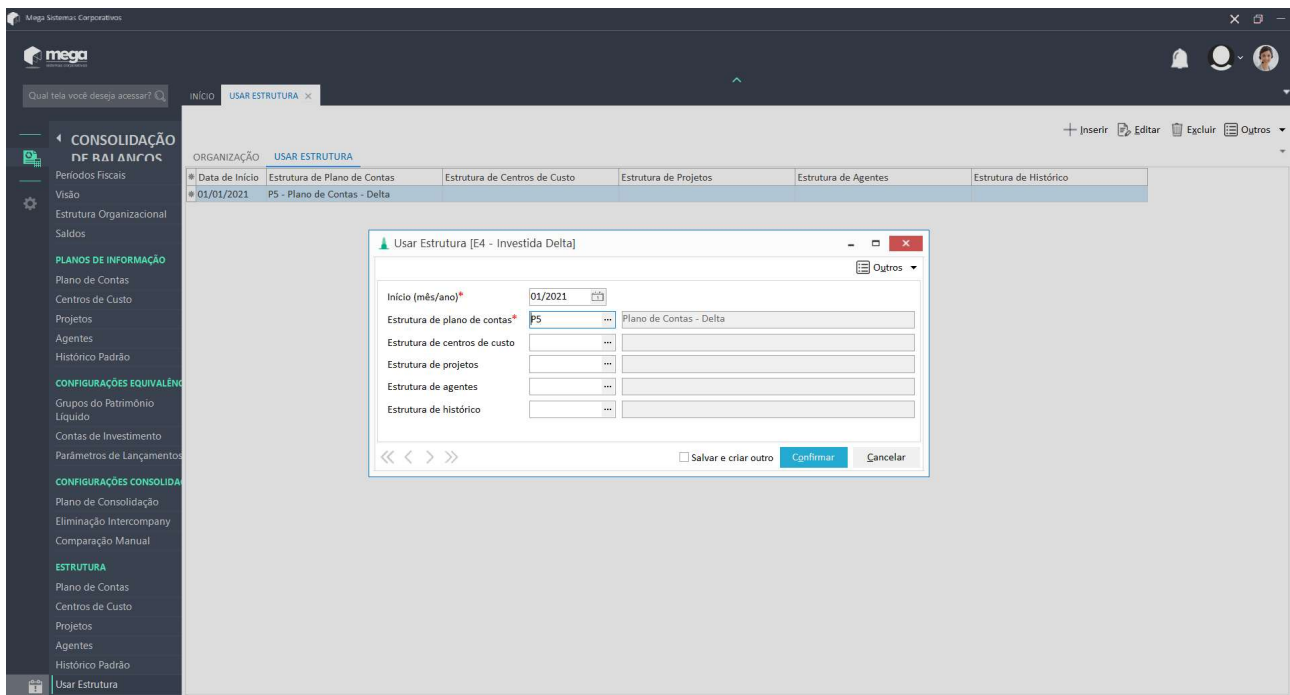 Mega Sistemas Corporativos
mega
Qual tela você deseja acessar?
INÍCIO USAR ESTRUTURA
Inserir Editar Excluir Outros
CONSOLIDAÇÃO
DE BALANÇOS
ORGANIZAÇÃO USAR ESTRUTURA
Data de Início Estrutura de Plano de Contas Estrutura de Centros de Custo Estrutura de Projetos Estrutura de Agentes Estrutura de Histórico
01/01/2021 P5 - Plano de Contas - Delta
Períodos Fiscais
Visão
Estrutura Organizacional
Saldos
PLANOS DE INFORMAÇÃO
Plano de Contas
Centros de Custo
Projetos
Agentes
Histórico Padrão
CONFIGURAÇÕES EQUIVALÊNC
Grupos do Patrimônio
Líquido
Contas de Investimento
Parâmetros de Lançamentos
CONFIGURAÇÕES CONSOLIDAÇ
Plano de Consolidação
Eliminação Intercompany
Comparação Manual
ESTRUTURA
Plano de Contas
Centros de Custo
Projetos
Agentes
Histórico Padrão
Usar Estrutura
Usar Estrutura [E4 - Investida Delta]
Outros
Início (mês/ano)* 01/2021
Estrutura de plano de contas* P5 ... Plano de Contas - Delta
Estrutura de centros de custo ...
Estrutura de projetos ...
Estrutura de agentes ...
Estrutura de histórico ...
Salvar e criar outro Confirmar Cancelar